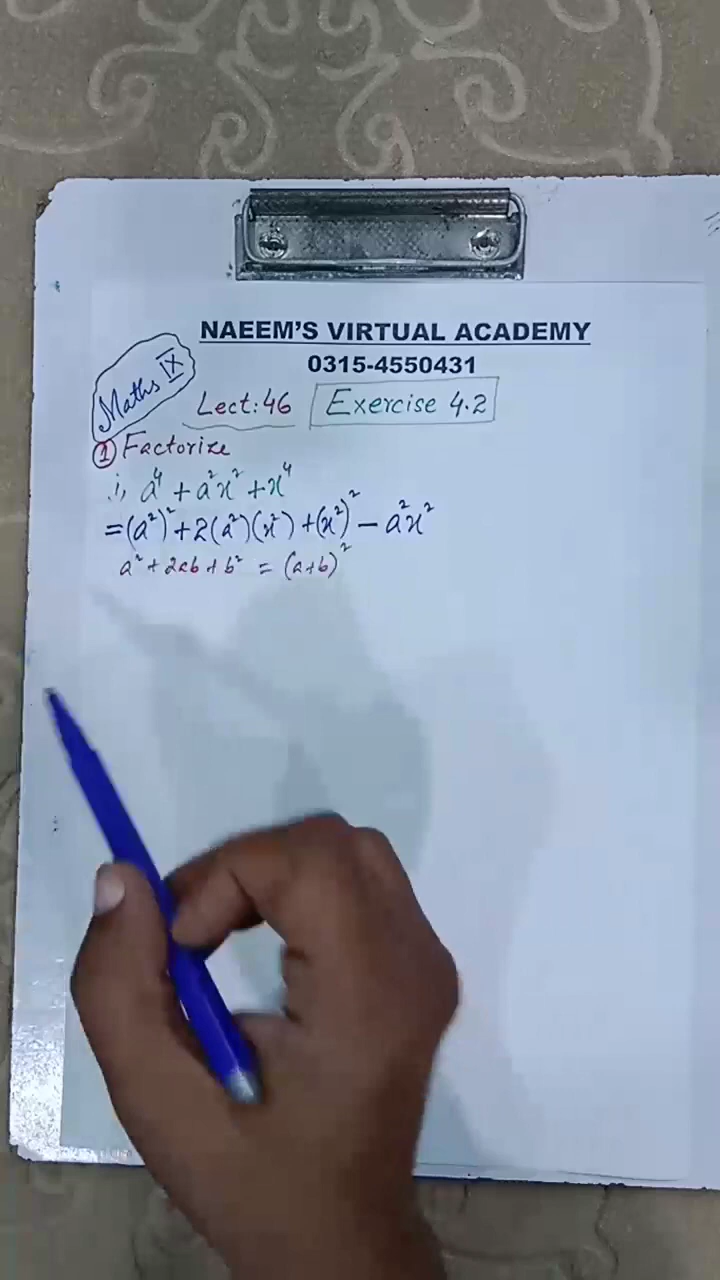 NAEEM'S VIRTUAL ACADEMY
0315-4550431
Maths IX
Lect:46 Exercise 4.2
① Factorize
i, a⁴ + a²x² + x⁴
= (a²)² + 2(a²)(x²) + (x²)² - a²x²
a² + 2ab + b² = (a+b)²